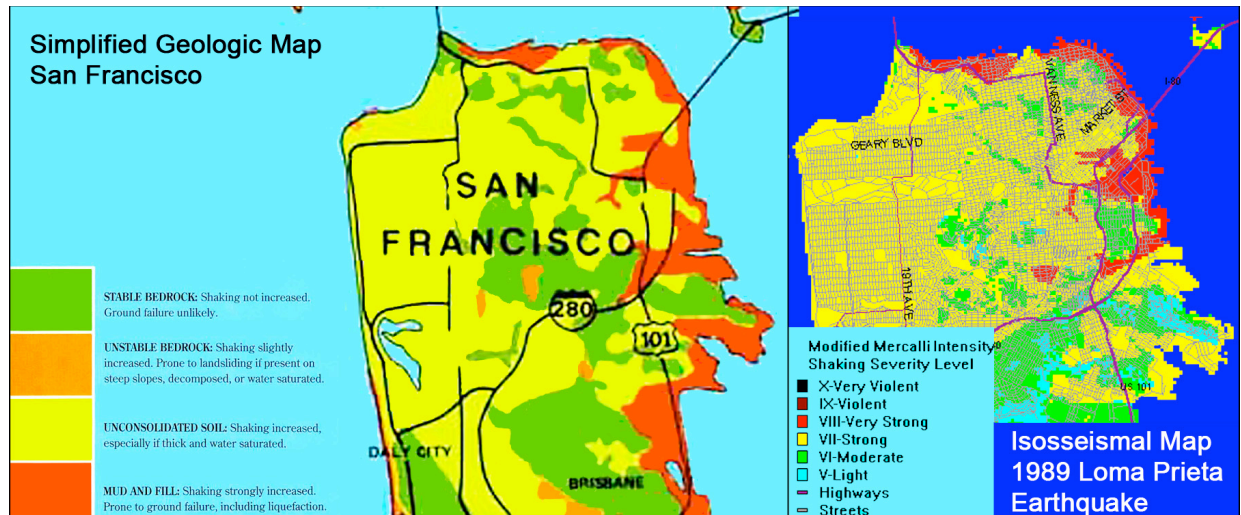 Simplified Geologic Map
San Francisco
STABLE BEDROCK: Shaking not increased.
Ground failure unlikely.
UNSTABLE BEDROCK: Shaking slightly
increased. Prone to landsliding if present on
steep slopes, decomposed, or water saturated.
UNCONSOLIDATED SOIL: Shaking increased,
especially if thick and water saturated.
MUD AND FILL: Shaking strongly increased.
Prone to ground failure, including liquefaction.
SAN
FRANCISCO
280
101
DALY CITY
BRISBANE
I-80
VAN NESS AVE
MARKET ST
GEARY BLVD
19TH AVE
US 101
Modified Mercalli Intensity
Shaking Severity Level
X-Very Violent
IX-Violent
VIII-Very Strong
VII-Strong
VI-Moderate
V-Light
Highways
Streets
Isosseismal Map
1989 Loma Prieta
Earthquake